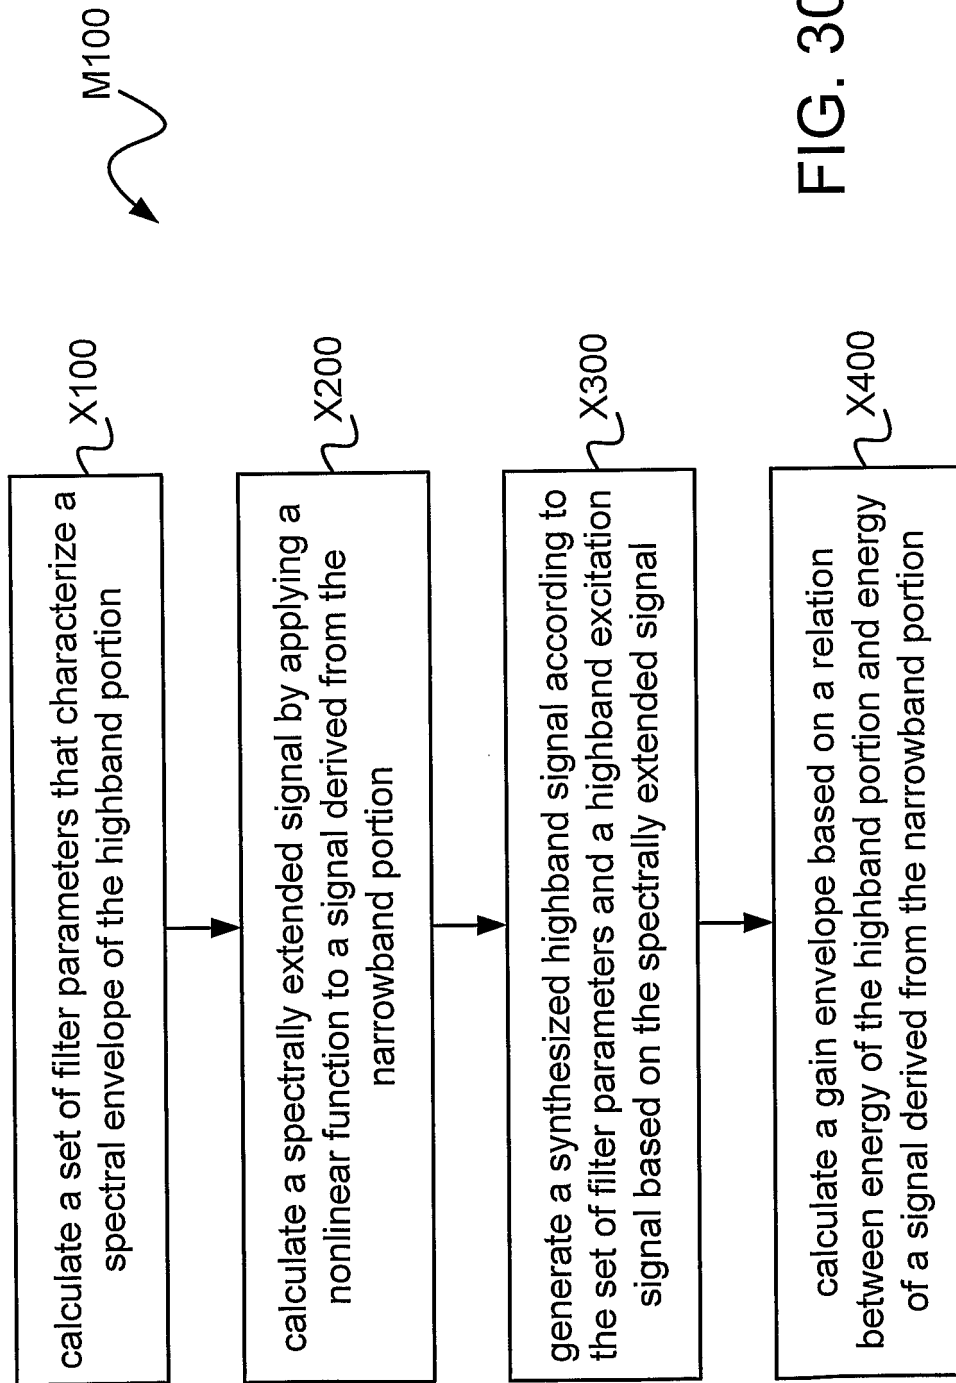 M100
X100
calculate a set of filter parameters that characterize a
spectral envelope of the highband portion
X200
calculate a spectrally extended signal by applying a
nonlinear function to a signal derived from the
narrowband portion
X300
generate a synthesized highband signal according to
the set of filter parameters and a highband excitation
signal based on the spectrally extended signal
X400
calculate a gain envelope based on a relation
between energy of the highband portion and energy
of a signal derived from the narrowband portion
FIG. 30